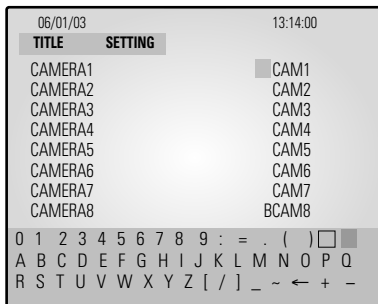 06/01/03 13:14:00
TITLE SETTING
CAMERA1 CAM1
CAMERA2 CAM2
CAMERA3 CAM3
CAMERA4 CAM4
CAMERA5 CAM5
CAMERA6 CAM6
CAMERA7 CAM7
CAMERA8 BCAM8
0 1 2 3 4 5 6 7 8 9 : = . ( ) □ ■
A B C D E F G H I J K L M N O P Q
R S T U V W X Y Z [ / ] _ ~ ← + –